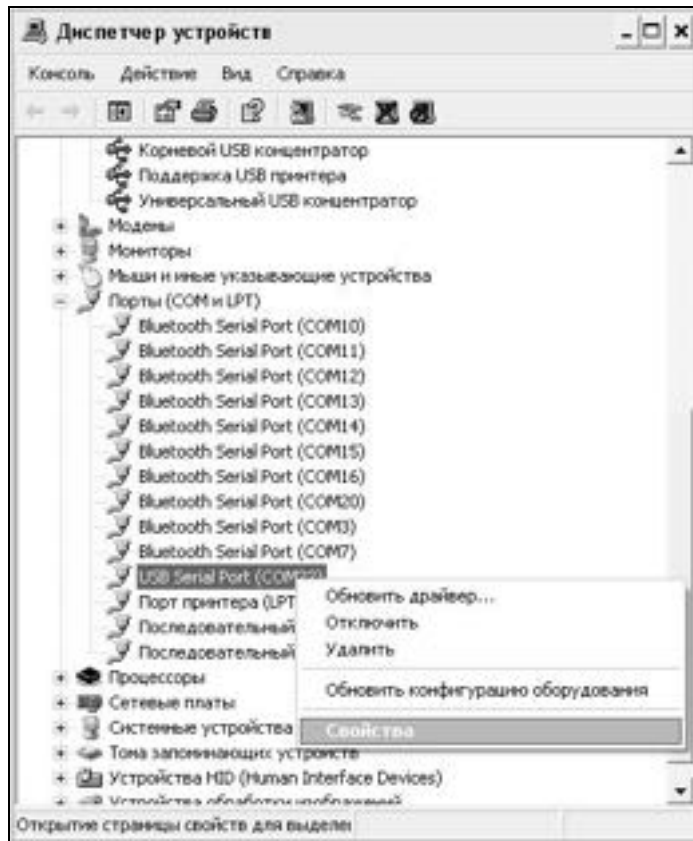 Диспетчер устройств
Консоль Действие Вид Справка
Корневой USB концентратор
Поддержка USB принтера
Универсальный USB концентратор
Модемы
Мониторы
Мыши и иные указывающие устройства
Порты (COM и LPT)
Bluetooth Serial Port (COM10)
Bluetooth Serial Port (COM11)
Bluetooth Serial Port (COM12)
Bluetooth Serial Port (COM13)
Bluetooth Serial Port (COM14)
Bluetooth Serial Port (COM15)
Bluetooth Serial Port (COM16)
Bluetooth Serial Port (COM20)
Bluetooth Serial Port (COM3)
Bluetooth Serial Port (COM7)
USB Serial Port
Порт принтера (LPT
Последовательный
Последовательный
Процессоры
Сетевые платы
Системные устройства
Тома запоминающих устройств
Устройства HID (Human Interface Devices)
Устройства обработки изображений
Обновить драйвер...
Отключить
Удалить
Обновить конфигурацию оборудования
Свойства
Открытие страницы свойств для выделен